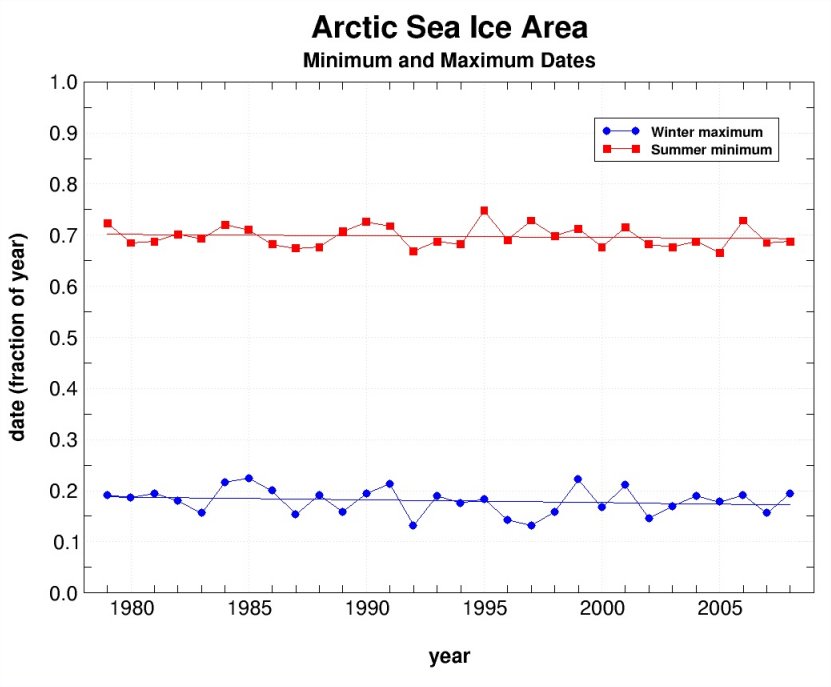 Arctic Sea Ice Area
Minimum and Maximum Dates
1.0
0.9
0.8
0.7
0.6
0.5
0.4
0.3
0.2
0.1
0.0
date (fraction of year)
Winter maximum
Summer minimum
1980 1985 1990 1995 2000 2005
year